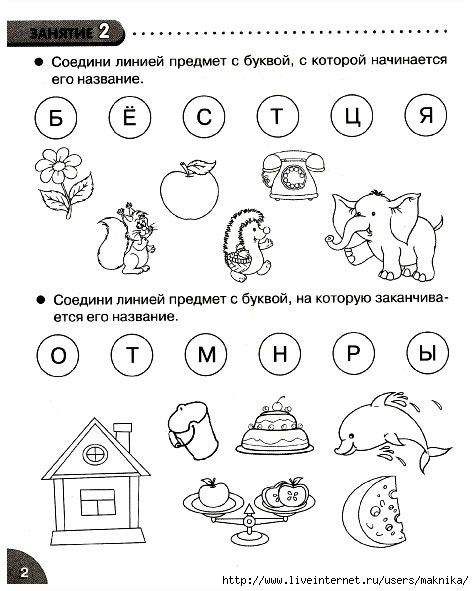 ЗАНЯТИЕ 2
● Соедини линией предмет с буквой, с которой начинается
его название.
Б Ё С Т Ц Я
● Соедини линией предмет с буквой, на которую заканчива-
ется его название.
О Т М Н Р Ы
2
http://www.liveinternet.ru/users/maknika/